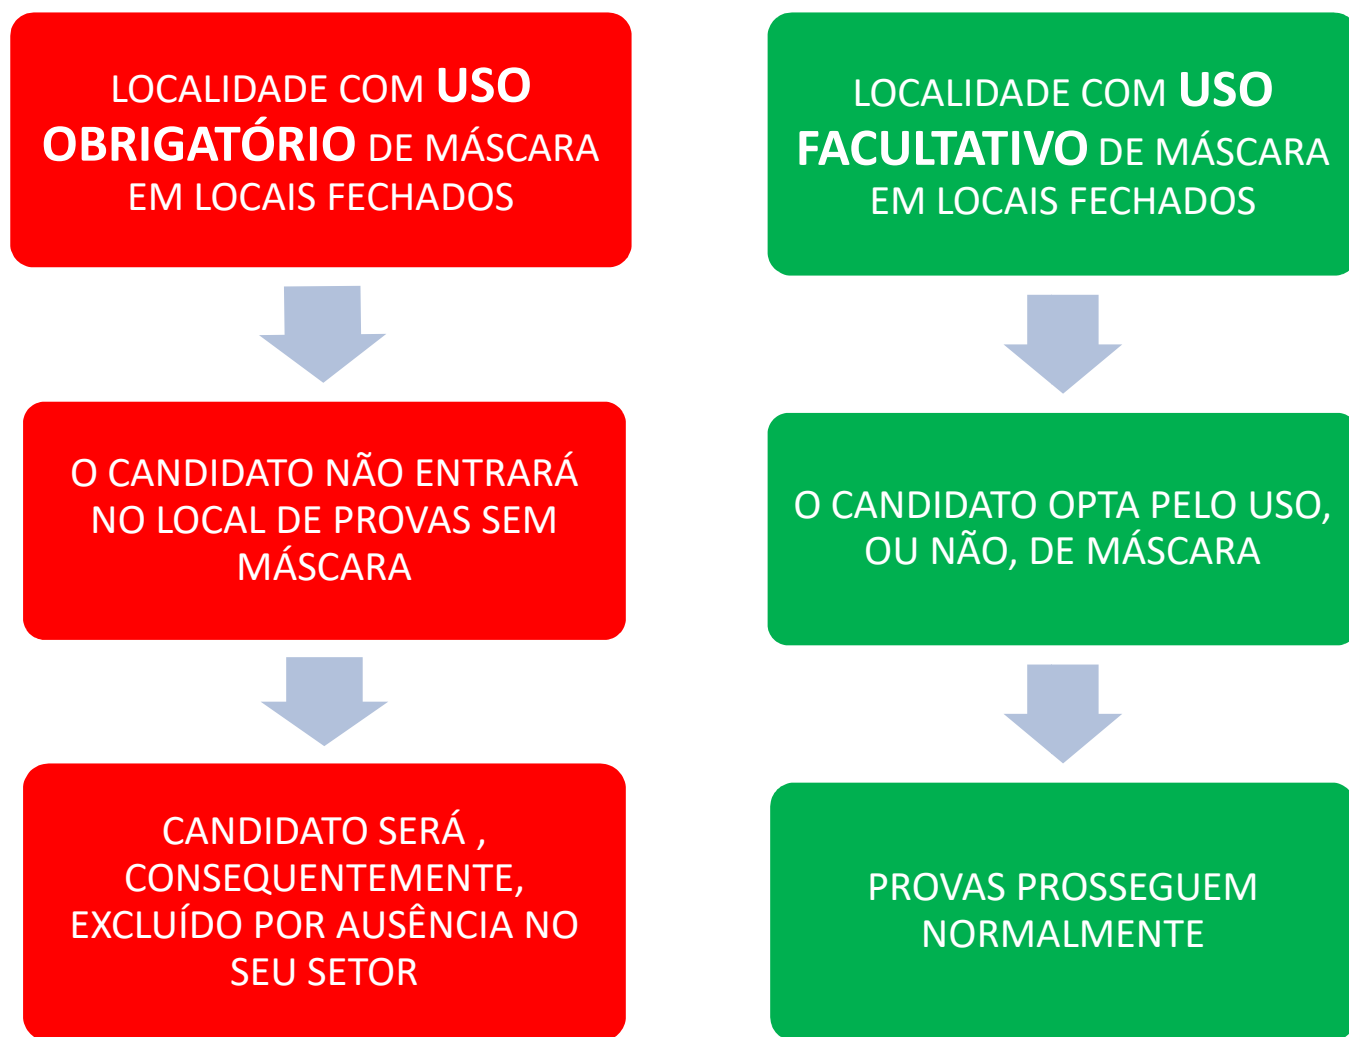 LOCALIDADE COM USO
OBRIGATÓRIO DE MÁSCARA
EM LOCAIS FECHADOS
O CANDIDATO NÃO ENTRARÁ
NO LOCAL DE PROVAS SEM
MÁSCARA
CANDIDATO SERÁ ,
CONSEQUENTEMENTE,
EXCLUÍDO POR AUSÊNCIA NO
SEU SETOR
LOCALIDADE COM USO
FACULTATIVO DE MÁSCARA
EM LOCAIS FECHADOS
O CANDIDATO OPTA PELO USO,
OU NÃO, DE MÁSCARA
PROVAS PROSSEGUEM
NORMALMENTE